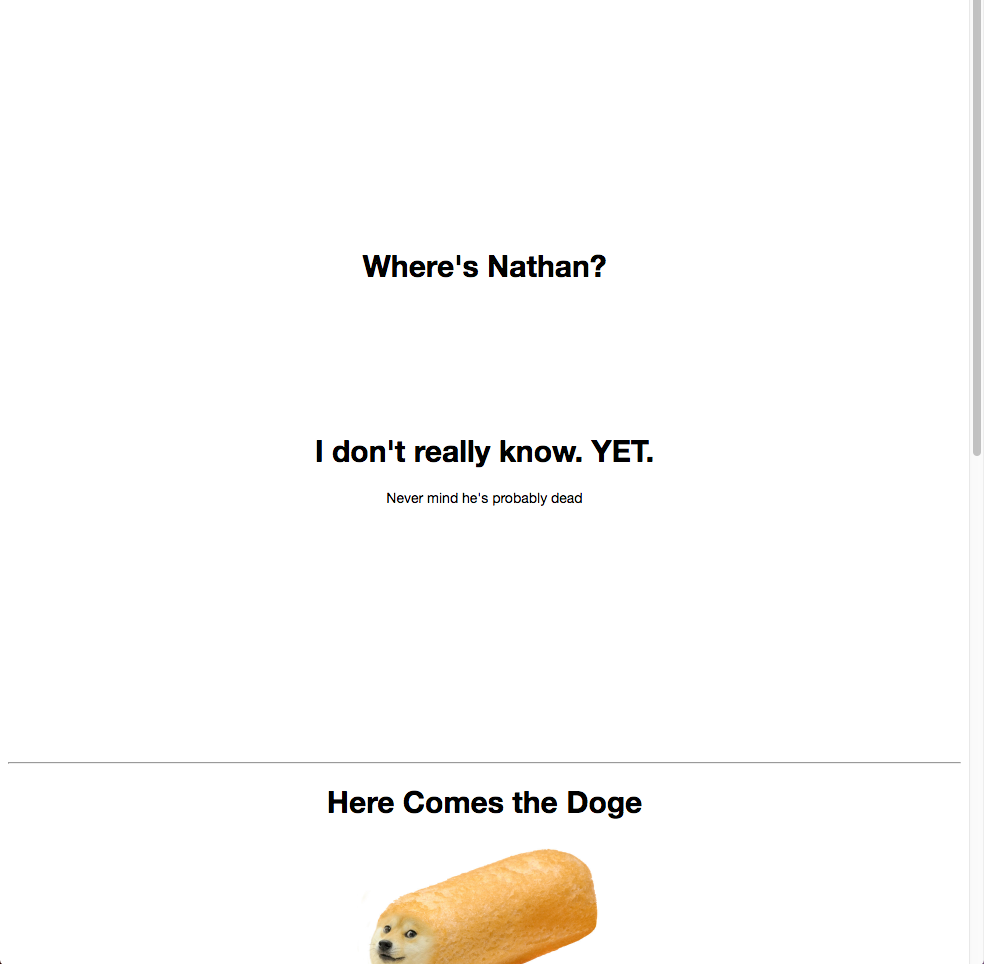 Where's Nathan?
I don't really know. YET.
Never mind he's probably dead
Here Comes the Doge